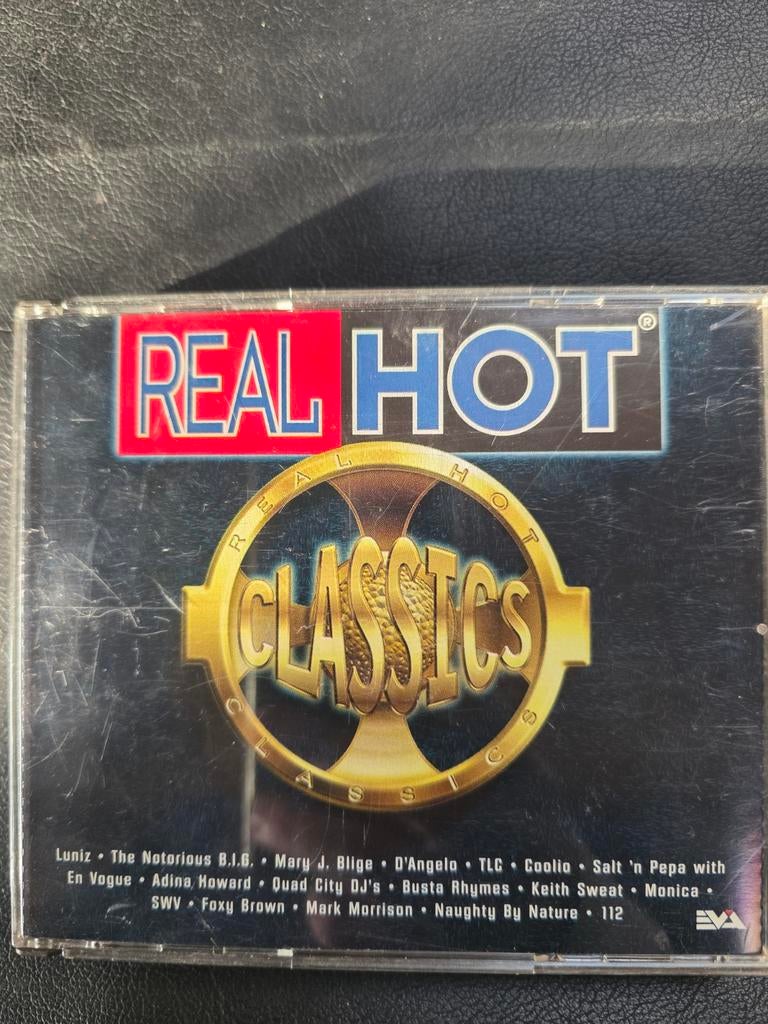 REAL HOT®
REAL HOT
CLASSICS
CLASSICS
Luniz • The Notorious B.I.G. • Mary J. Blige • D'Angelo • TLC • Coolio • Salt 'n Pepa with
En Vogue • Adina Howard • Quad City DJ's • Busta Rhymes • Keith Sweat • Monica •
SWV • Foxy Brown • Mark Morrison • Naughty By Nature • 112
EVA